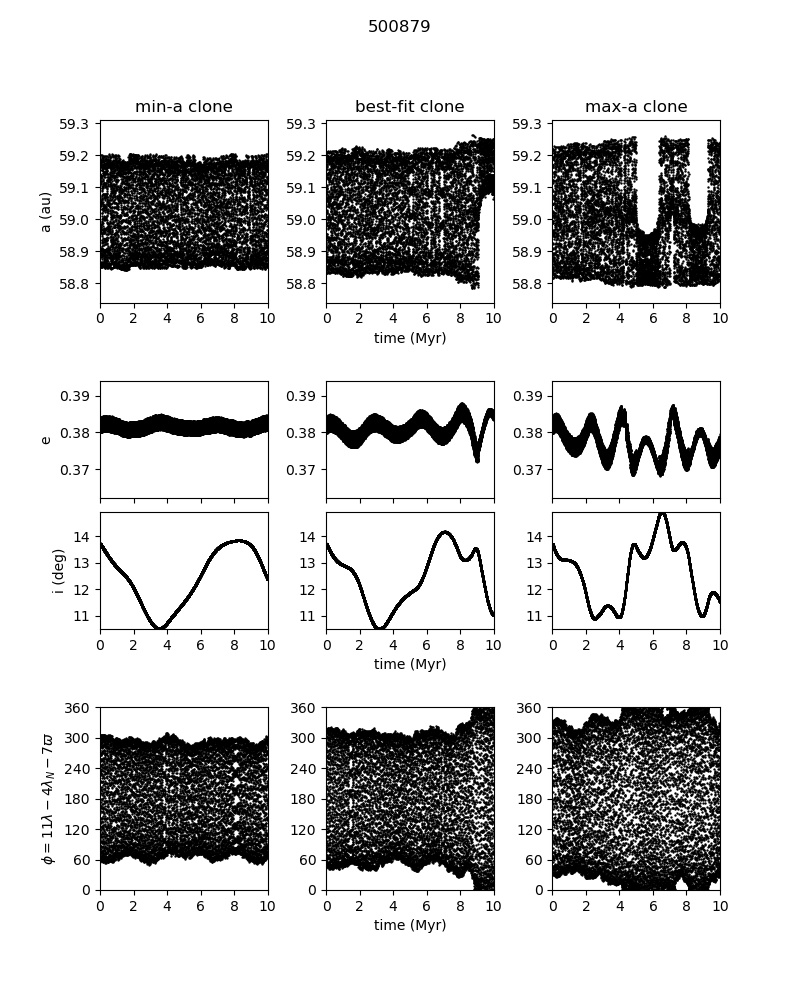 500879
min-a clone best-fit clone max-a clone
59.3 59.3 59.3
59.2 59.2 59.2
59.1 59.1 59.1
a (au)
59.0 59.0 59.0
58.9 58.9 58.9
58.8 58.8 58.8
0 2 4 6 8 10 0 2 4 6 8 10 0 2 4 6 8 10
time (Myr)
0.39 0.39 0.39
e
0.38 0.38 0.38
0.37 0.37 0.37
14 14 14
13 13 13
i (deg)
12 12 12
11 11 11
0 2 4 6 8 10 0 2 4 6 8 10 0 2 4 6 8 10
time (Myr)
360 360 360
300 300 300
240 240 240
ϕ = 11λ − 4λ_N − 7ϖ
180 180 180
120 120 120
60 60 60
0 0 0
0 2 4 6 8 10 0 2 4 6 8 10 0 2 4 6 8 10
time (Myr)